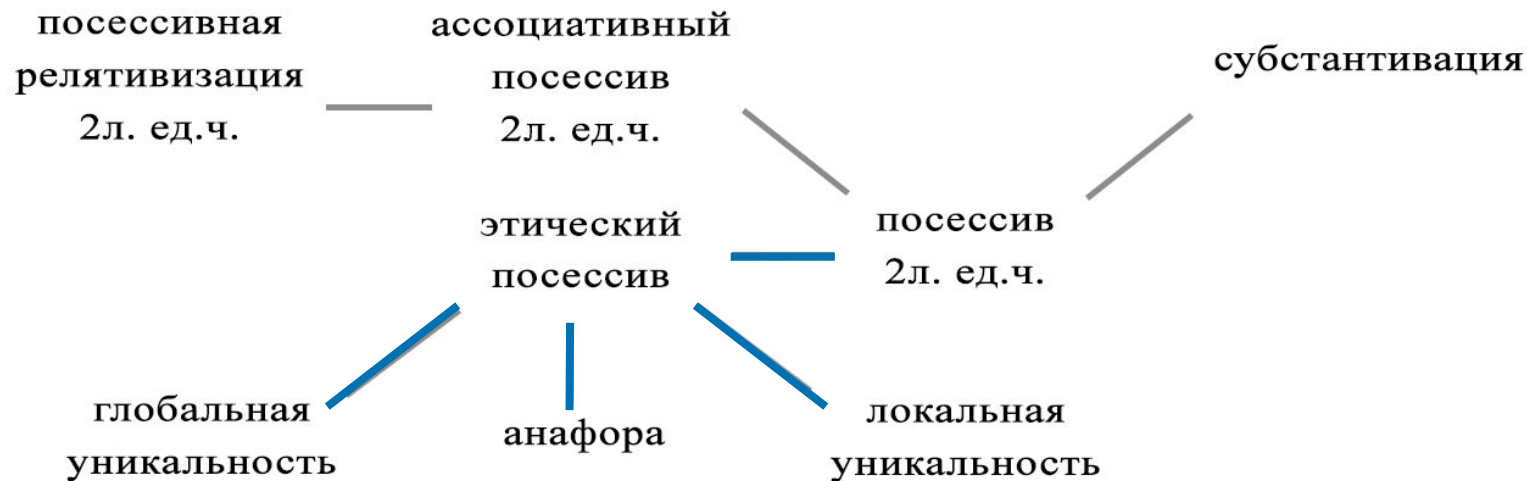 посессивная
релятивизация
2л. ед.ч.
ассоциативный
посессив
2л. ед.ч.
субстантивация
этический
посессив
посессив
2л. ед.ч.
глобальная
уникальность
анафора
локальная
уникальность